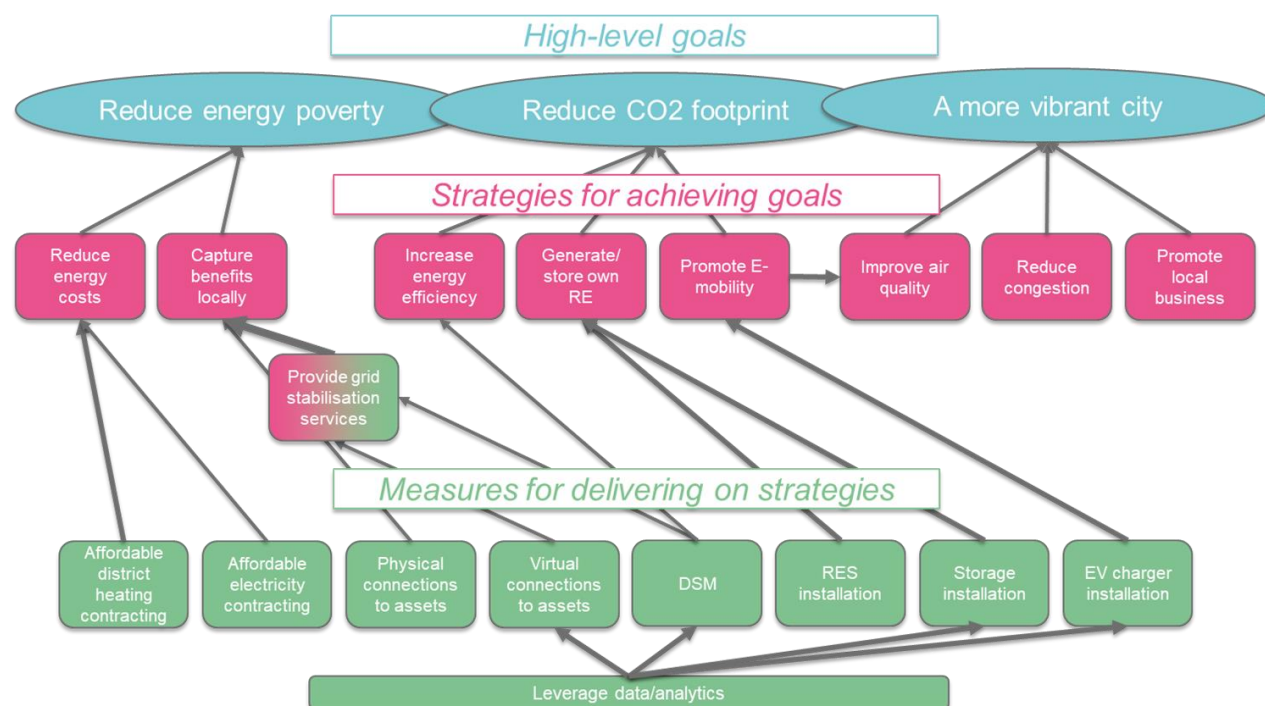 High-level goals
Reduce energy poverty
Reduce CO2 footprint
A more vibrant city
Strategies for achieving goals
Reduce
energy
costs
Capture
benefits
locally
Increase
energy
efficiency
Generate/
store own
RE
Promote E-
mobility
Improve air
quality
Reduce
congestion
Promote
local
business
Provide grid
stabilisation
services
Measures for delivering on strategies
Affordable
district
heating
contracting
Affordable
electricity
contracting
Physical
connections
to assets
Virtual
connections
to assets
DSM
RES
installation
Storage
installation
EV charger
installation
Leverage data/analytics